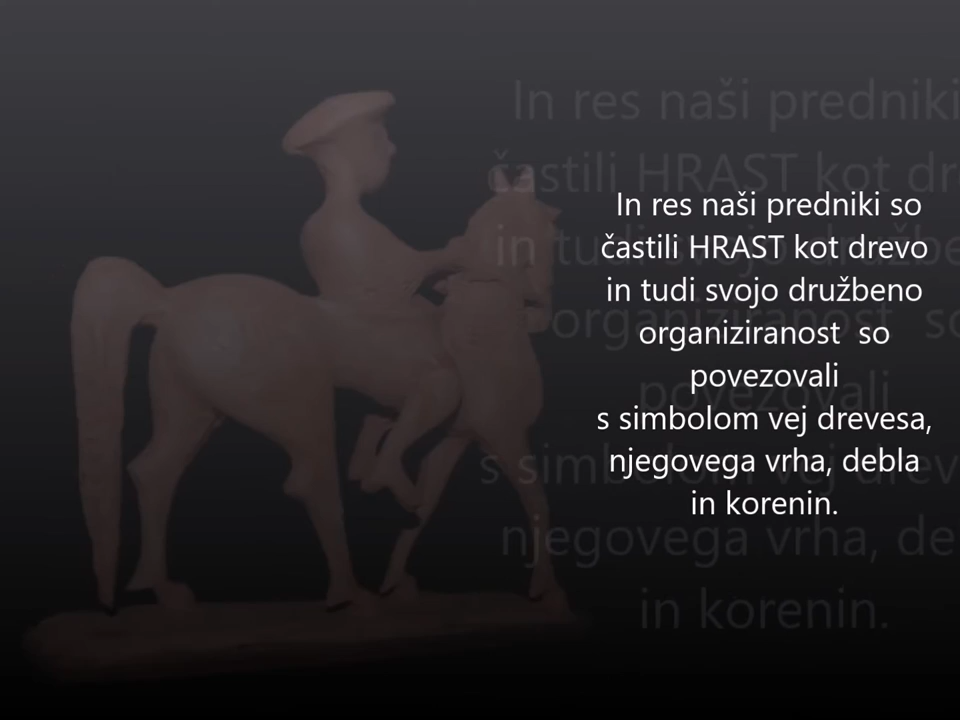 In res naši predniki so
častili HRAST kot drevo
in tudi svojo družbeno
organiziranost  so
povezovali
s simbolom vej drevesa,
njegovega vrha, debla
in korenin.